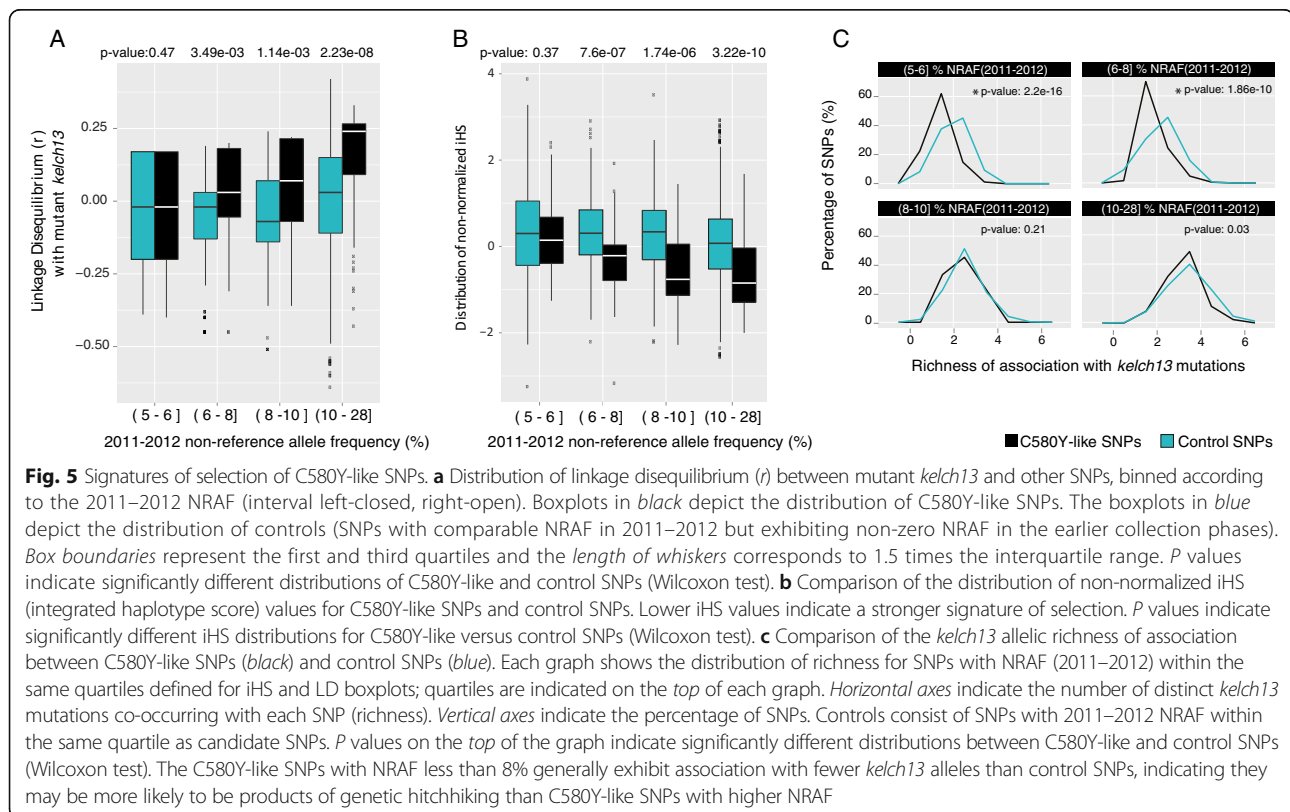 A
p-value:0.47 3.49e-03 1.14e-03 2.23e-08
Linkage Disequilibrium (r)
with mutant kelch13
0.25
0.00
−0.25
−0.50
( 5 - 6 ] ( 6 - 8] ( 8 -10 ] (10 - 28]
2011-2012 non-reference allele frequency (%)
B
p-value: 0.37 7.6e-07 1.74e-06 3.22e-10
Distribution of non-normalized iHS
4
2
0
−2
( 5 - 6 ] ( 6 - 8] ( 8 -10 ] (10 - 28]
2011-2012 non-reference allele frequency (%)
C
(5-6] % NRAF(2011-2012) (6-8] % NRAF(2011-2012)
* p-value: 2.2e-16 * p-value: 1.86e-10
(8-10] % NRAF(2011-2012) (10-28] % NRAF(2011-2012)
p-value: 0.21 p-value: 0.03
Percentage of SNPs (%)
60
40
20
0
60
40
20
0
0 2 4 6 0 2 4 6
Richness of association with kelch13 mutations
C580Y-like SNPs Control SNPs
Fig. 5 Signatures of selection of C580Y-like SNPs. a Distribution of linkage disequilibrium (r) between mutant kelch13 and other SNPs, binned according
to the 2011–2012 NRAF (interval left-closed, right-open). Boxplots in black depict the distribution of C580Y-like SNPs. The boxplots in blue
depict the distribution of controls (SNPs with comparable NRAF in 2011–2012 but exhibiting non-zero NRAF in the earlier collection phases).
Box boundaries represent the first and third quartiles and the length of whiskers corresponds to 1.5 times the interquartile range. P values
indicate significantly different distributions of C580Y-like and control SNPs (Wilcoxon test). b Comparison of the distribution of non-normalized iHS
(integrated haplotype score) values for C580Y-like SNPs and control SNPs. Lower iHS values indicate a stronger signature of selection. P values indicate
significantly different iHS distributions for C580Y-like versus control SNPs (Wilcoxon test). c Comparison of the kelch13 allelic richness of association
between C580Y-like SNPs (black) and control SNPs (blue). Each graph shows the distribution of richness for SNPs with NRAF (2011–2012) within the
same quartiles defined for iHS and LD boxplots; quartiles are indicated on the top of each graph. Horizontal axes indicate the number of distinct kelch13
mutations co-occurring with each SNP (richness). Vertical axes indicate the percentage of SNPs. Controls consist of SNPs with 2011–2012 NRAF within
the same quartile as candidate SNPs. P values on the top of the graph indicate significantly different distributions between C580Y-like and control SNPs
(Wilcoxon test). The C580Y-like SNPs with NRAF less than 8% generally exhibit association with fewer kelch13 alleles than control SNPs, indicating they
may be more likely to be products of genetic hitchhiking than C580Y-like SNPs with higher NRAF